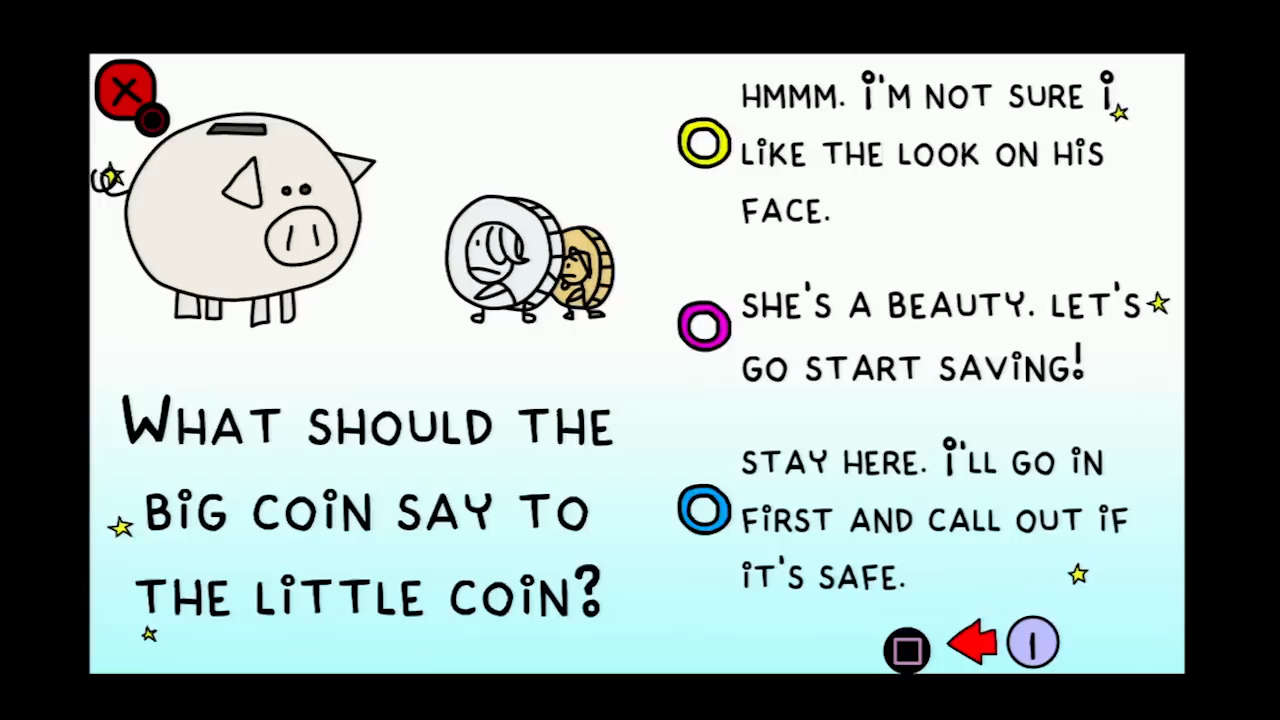 What should the
big coin say to
the little coin?
Hmmm. I'm not sure I
like the look on his
face.
She's a beauty. Let's
go start saving!
Stay here. I'll go in
first and call out if
it's safe.
1